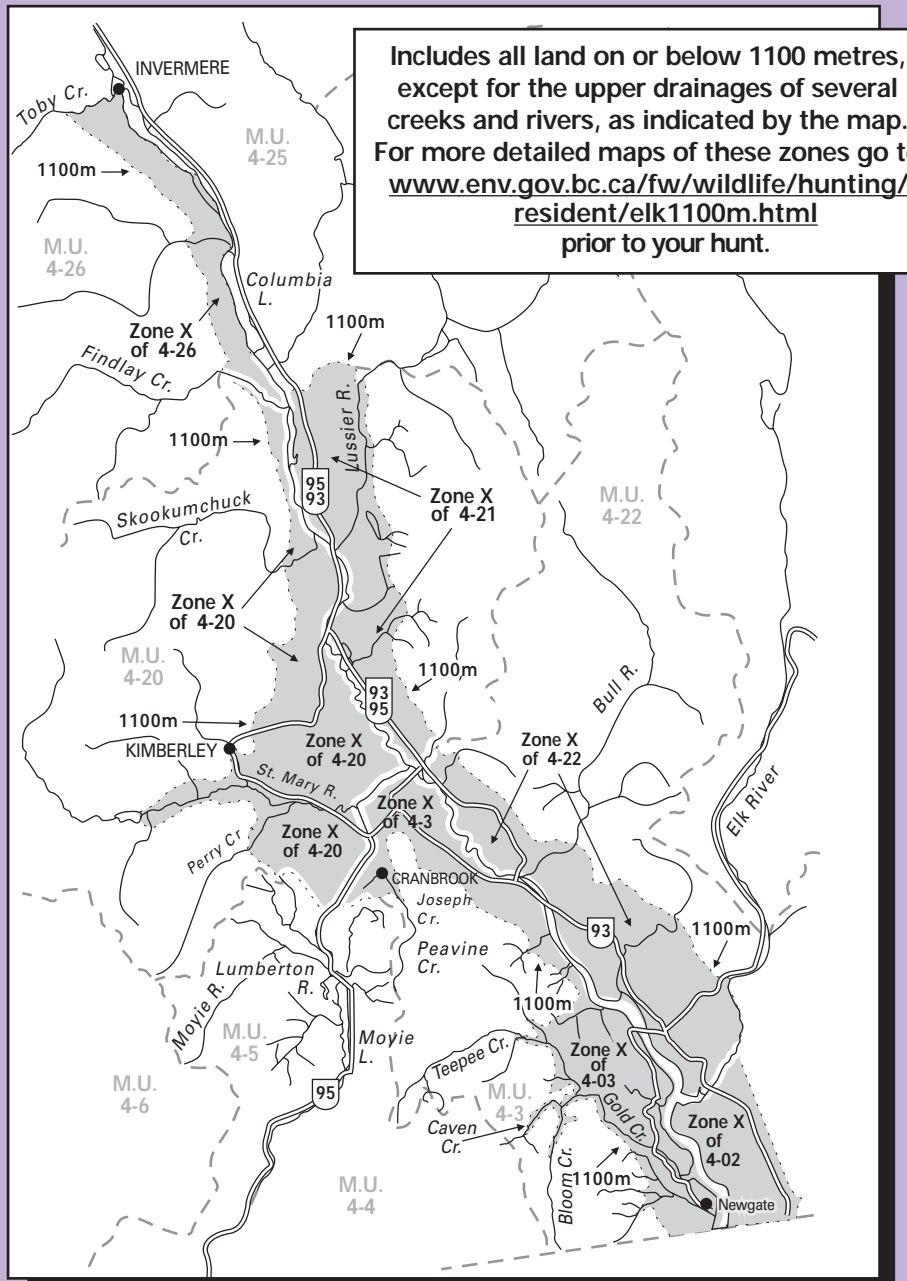 Includes all land on or below 1100 metres,
except for the upper drainages of several
creeks and rivers, as indicated by the map.
For more detailed maps of these zones go to
www.env.gov.bc.ca/fw/wildlife/hunting/
resident/elk1100m.html
prior to your hunt.
INVERMERE
Toby Cr.
M.U.
4-25
1100m
M.U.
4-26
Columbia
L.
Zone X
of 4-26
1100m
Findlay Cr.
Lussier R.
1100m
95
93
Zone X
of 4-21
M.U.
4-22
Skookumchuck
Cr.
Zone X
of 4-20
M.U.
4-20
1100m
93
95
Bull R.
1100m
KIMBERLEY
Zone X
of 4-20
Zone X
of 4-22
St. Mary R.
Zone X
of 4-3
Elk River
Zone X
of 4-20
Perry Cr
CRANBROOK
Joseph
Cr.
93
1100m
Peavine
Cr.
Lumberton
R.
Moyie R.
1100m
M.U.
4-5
Moyie
L.
Teepee Cr.
Zone X
of
4-03
M.U.
4-6
95
M.U.
4-3
Gold Cr.
Caven
Cr.
Zone X
of
4-02
Bloom Cr.
1100m
M.U.
4-4
Newgate